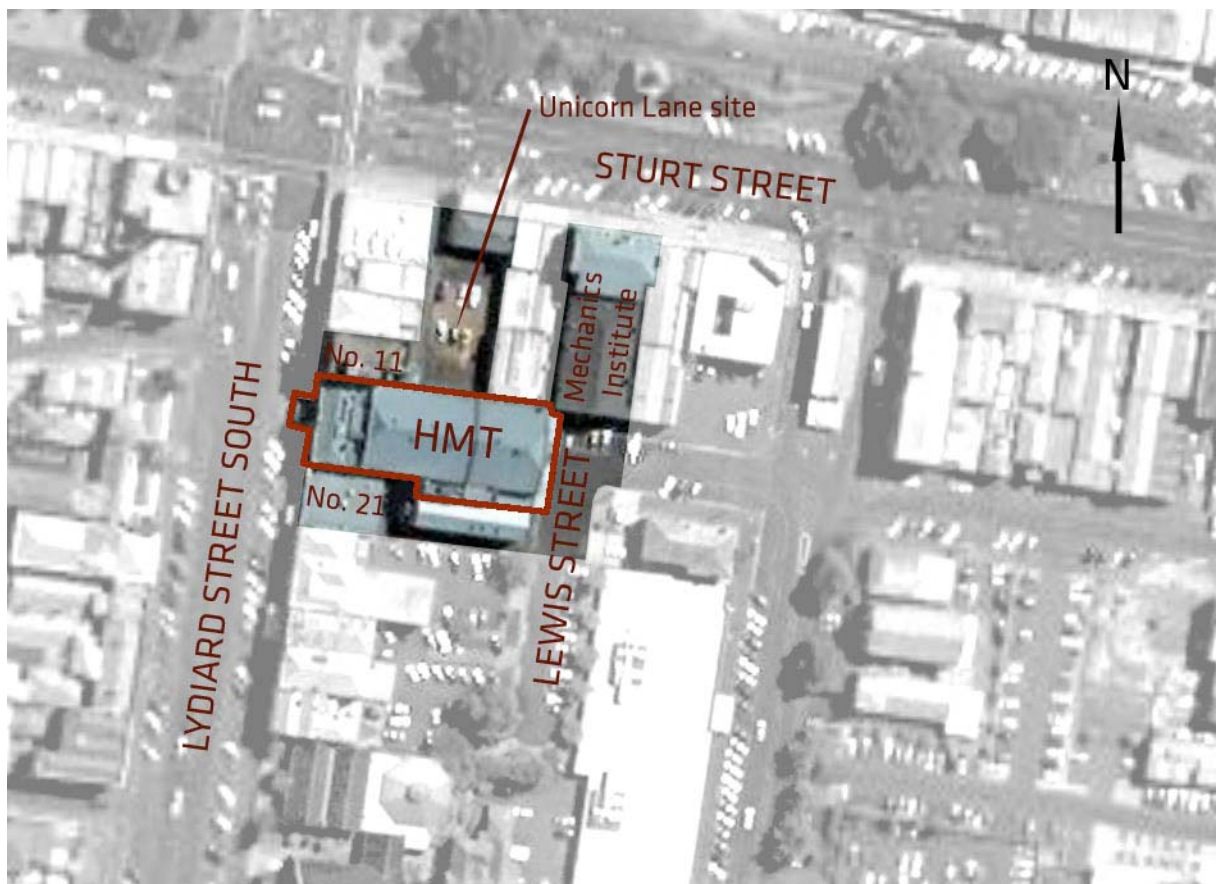 N
Unicorn Lane site
STURT STREET
Mechanics
Institute
No. 11
HMT
No. 21
LYDIARD STREET SOUTH
LEWIS STREET